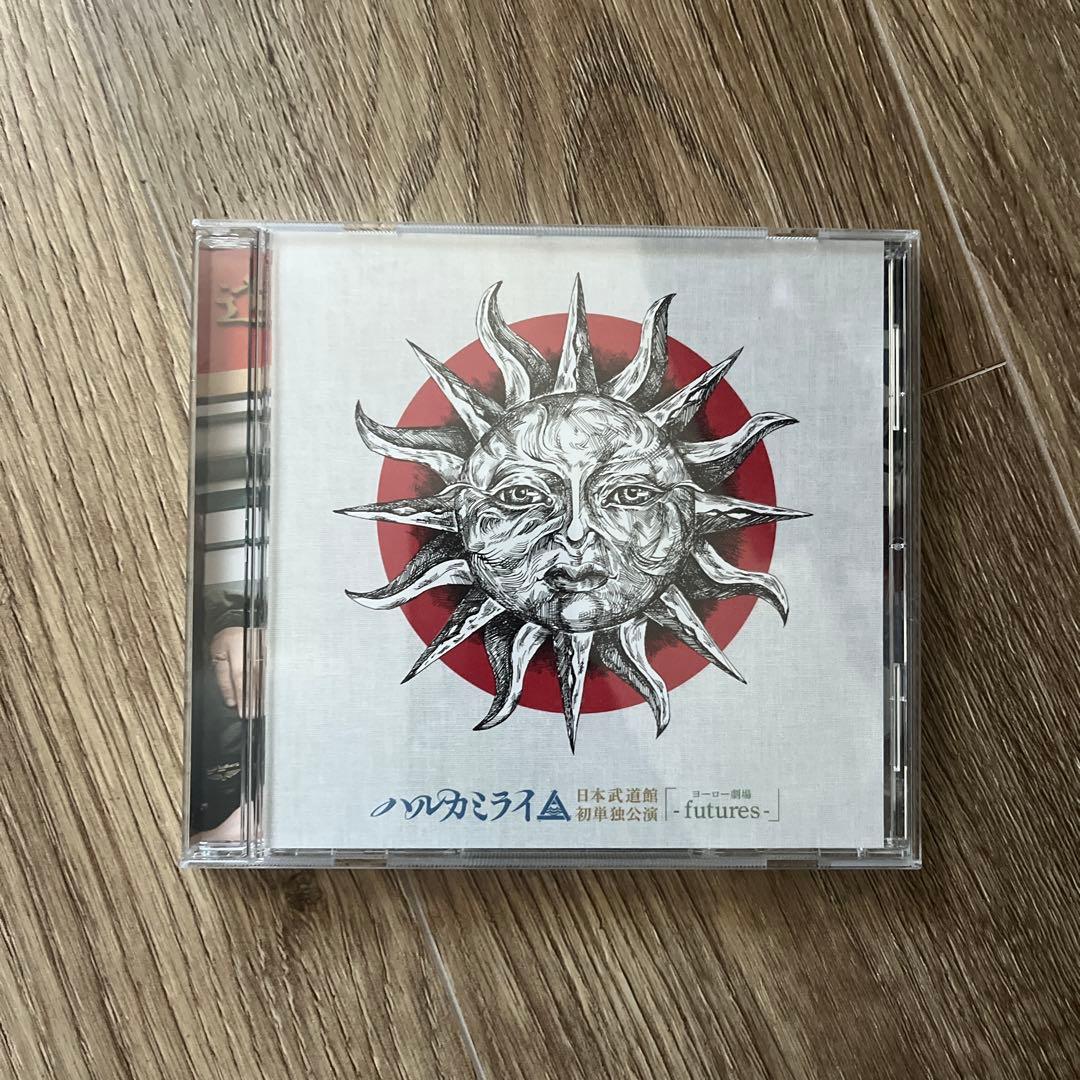 ハルカミライ
日本武道館
初単独公演
ヨーロー劇場
「-futures-」